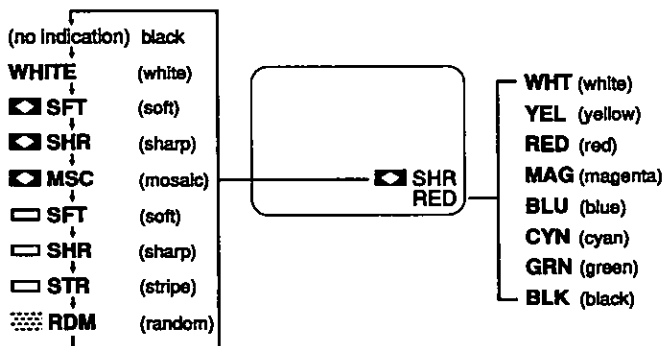 (no indication) black
WHITE (white)
SFT (soft)
SHR (sharp)
MSC (mosaic)
SFT (soft)
SHR (sharp)
STR (stripe)
RDM (random)
SHR
RED
WHT (white)
YEL (yellow)
RED (red)
MAG (magenta)
BLU (blue)
CYN (cyan)
GRN (green)
BLK (black)